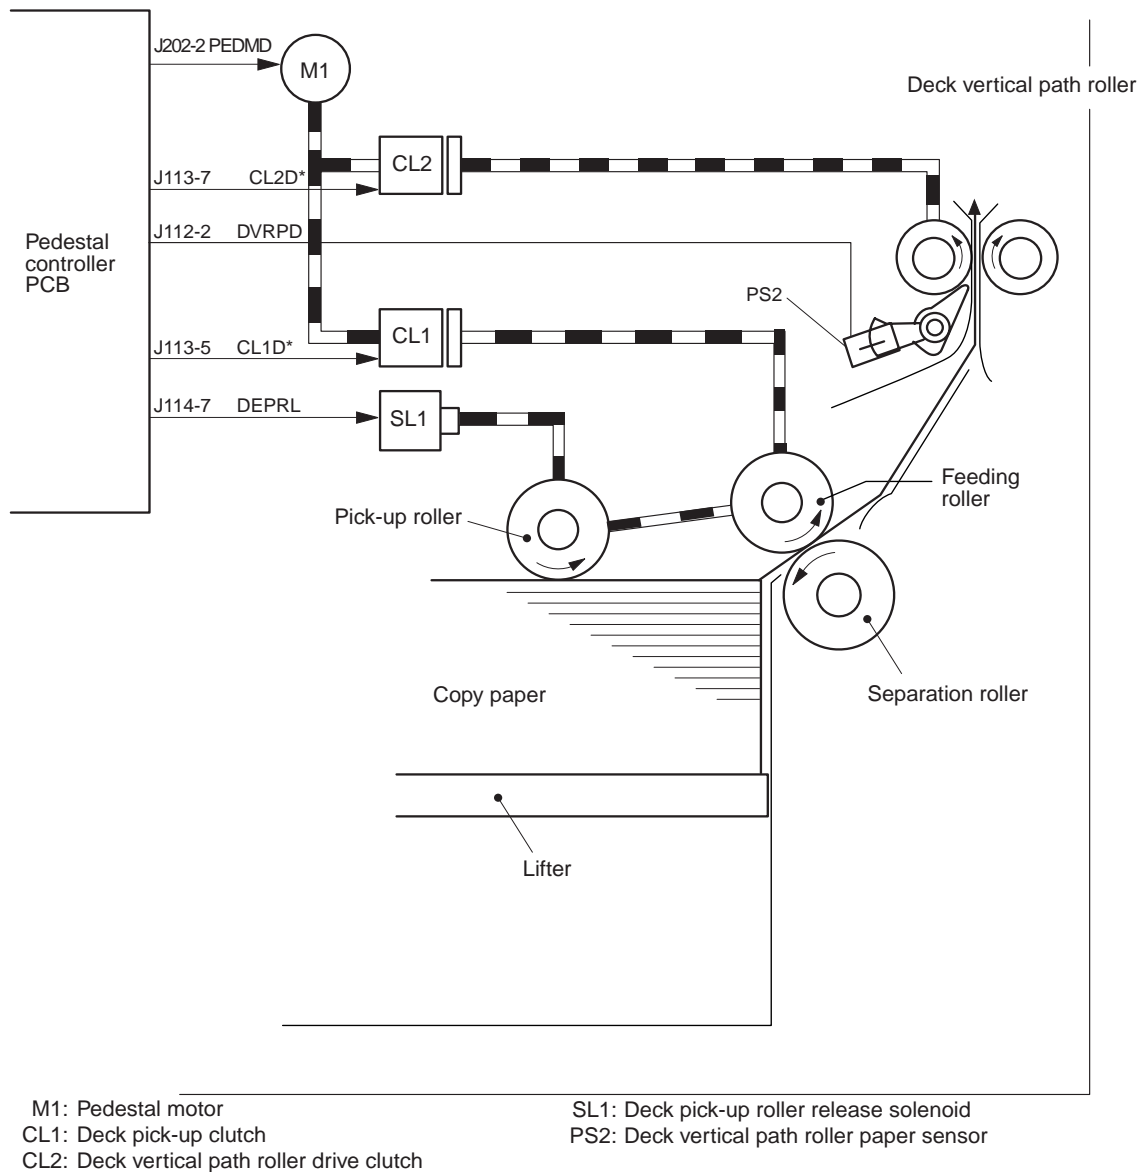 J202-2 PEDMD
M1
Deck vertical path roller
CL2
J113-7 CL2D*
J112-2 DVRPD
Pedestal
controller
PCB
PS2
CL1
J113-5 CL1D*
J114-7 DEPRL
SL1
Feeding
roller
Pick-up roller
Copy paper
Separation roller
Lifter
M1: Pedestal motor
CL1: Deck pick-up clutch
CL2: Deck vertical path roller drive clutch
SL1: Deck pick-up roller release solenoid
PS2: Deck vertical path roller paper sensor